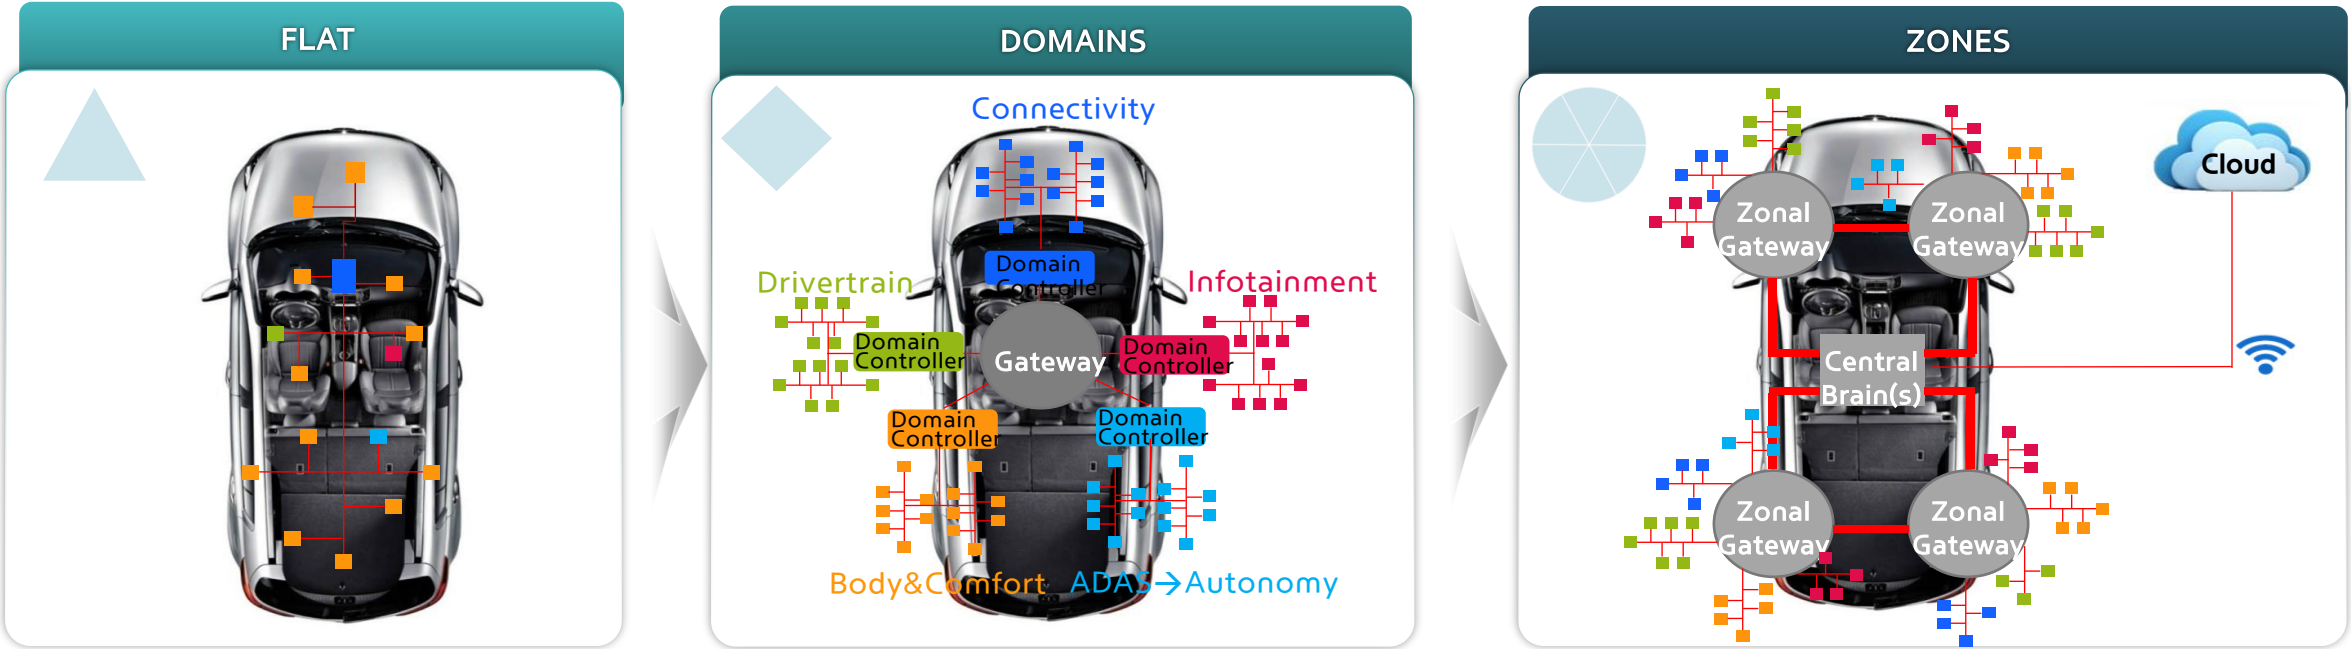 FLAT
DOMAINS
Connectivity
Domain
Controller
Drivertrain
Infotainment
Domain
Controller
Gateway
Domain
Controller
Domain
Controller
Domain
Controller
Body&Comfort
ADAS→Autonomy
ZONES
Cloud
Zonal
Gateway
Zonal
Gateway
Central
Brain(s)
Zonal
Gateway
Zonal
Gateway